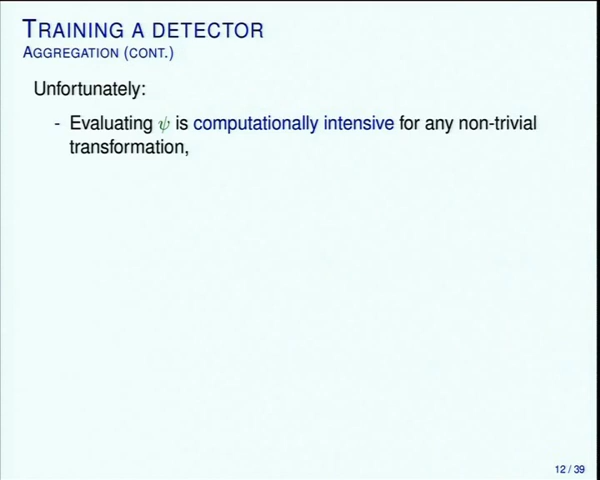 TRAINING A DETECTOR
AGGREGATION (CONT.)
Unfortunately:
- Evaluating ψ is computationally intensive for any non-trivial
transformation,
12 / 39